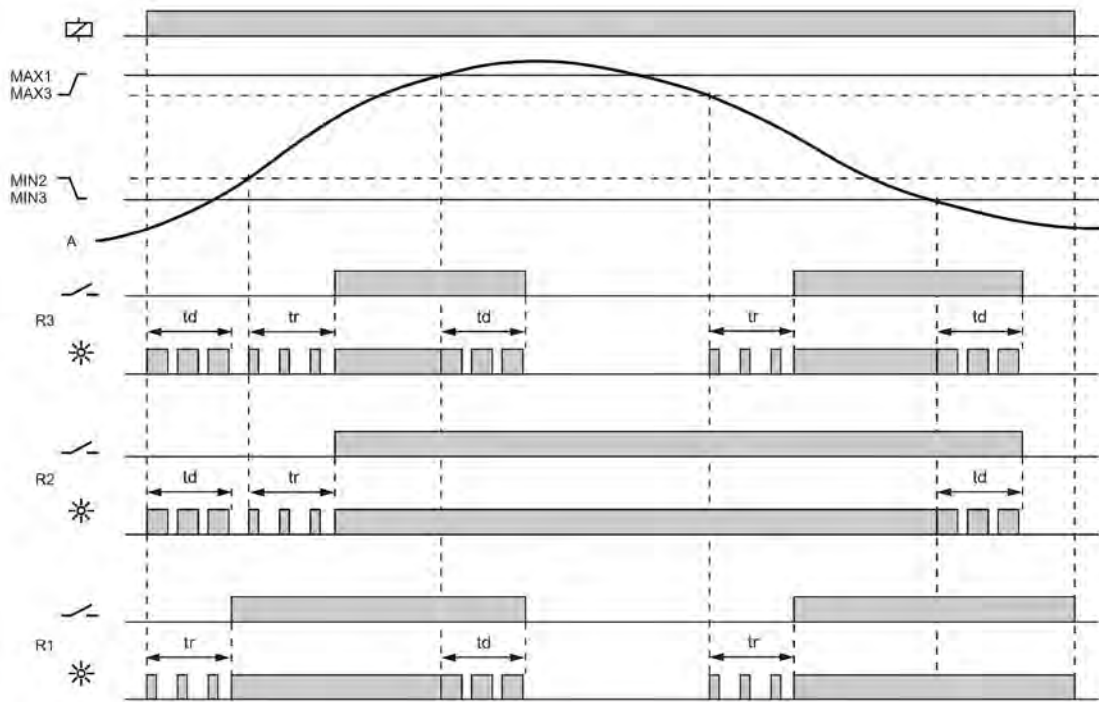 MAX1
MAX3
MIN2
MIN3
A
R3
td tr td tr td
R2
td tr td
R1
tr td tr